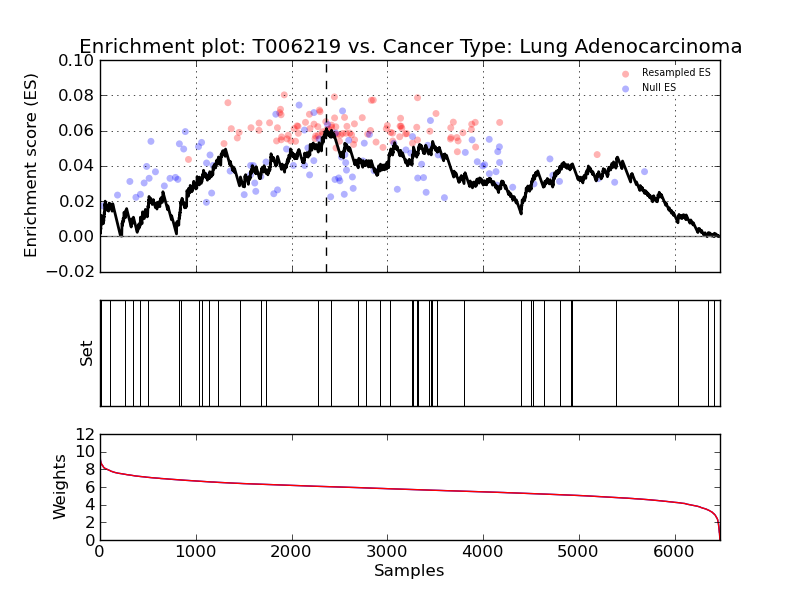 Enrichment plot: T006219 vs. Cancer Type: Lung Adenocarcinoma
Enrichment score (ES)
0.10
0.08
0.06
0.04
0.02
0.00
−0.02
Resampled ES
Null ES
Set
Weights
12
10
8
6
4
2
0
0 1000 2000 3000 4000 5000 6000
Samples